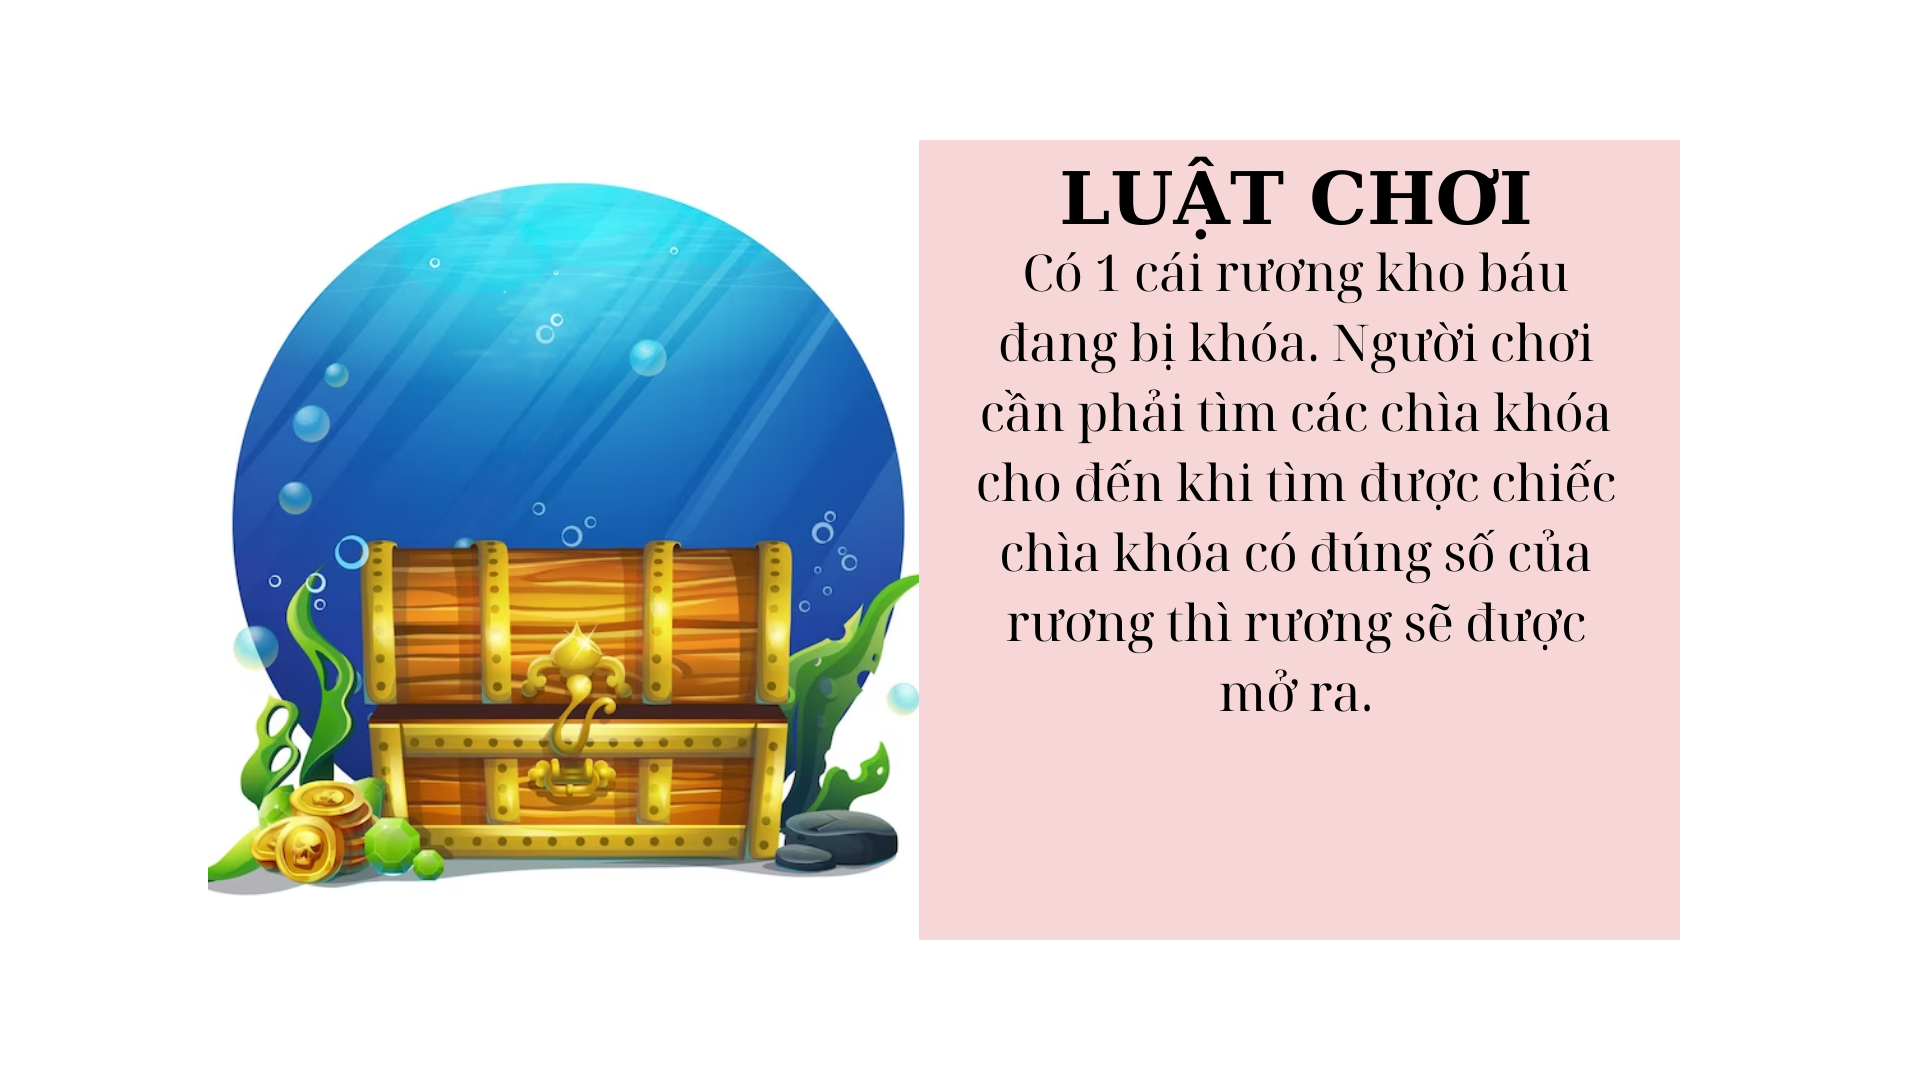 LUẬT CHƠI
Có 1 cái rương kho báu
đang bị khóa. Người chơi
cần phải tìm các chìa khóa
cho đến khi tìm được chiếc
chìa khóa có đúng số của
rương thì rương sẽ được
mở ra.